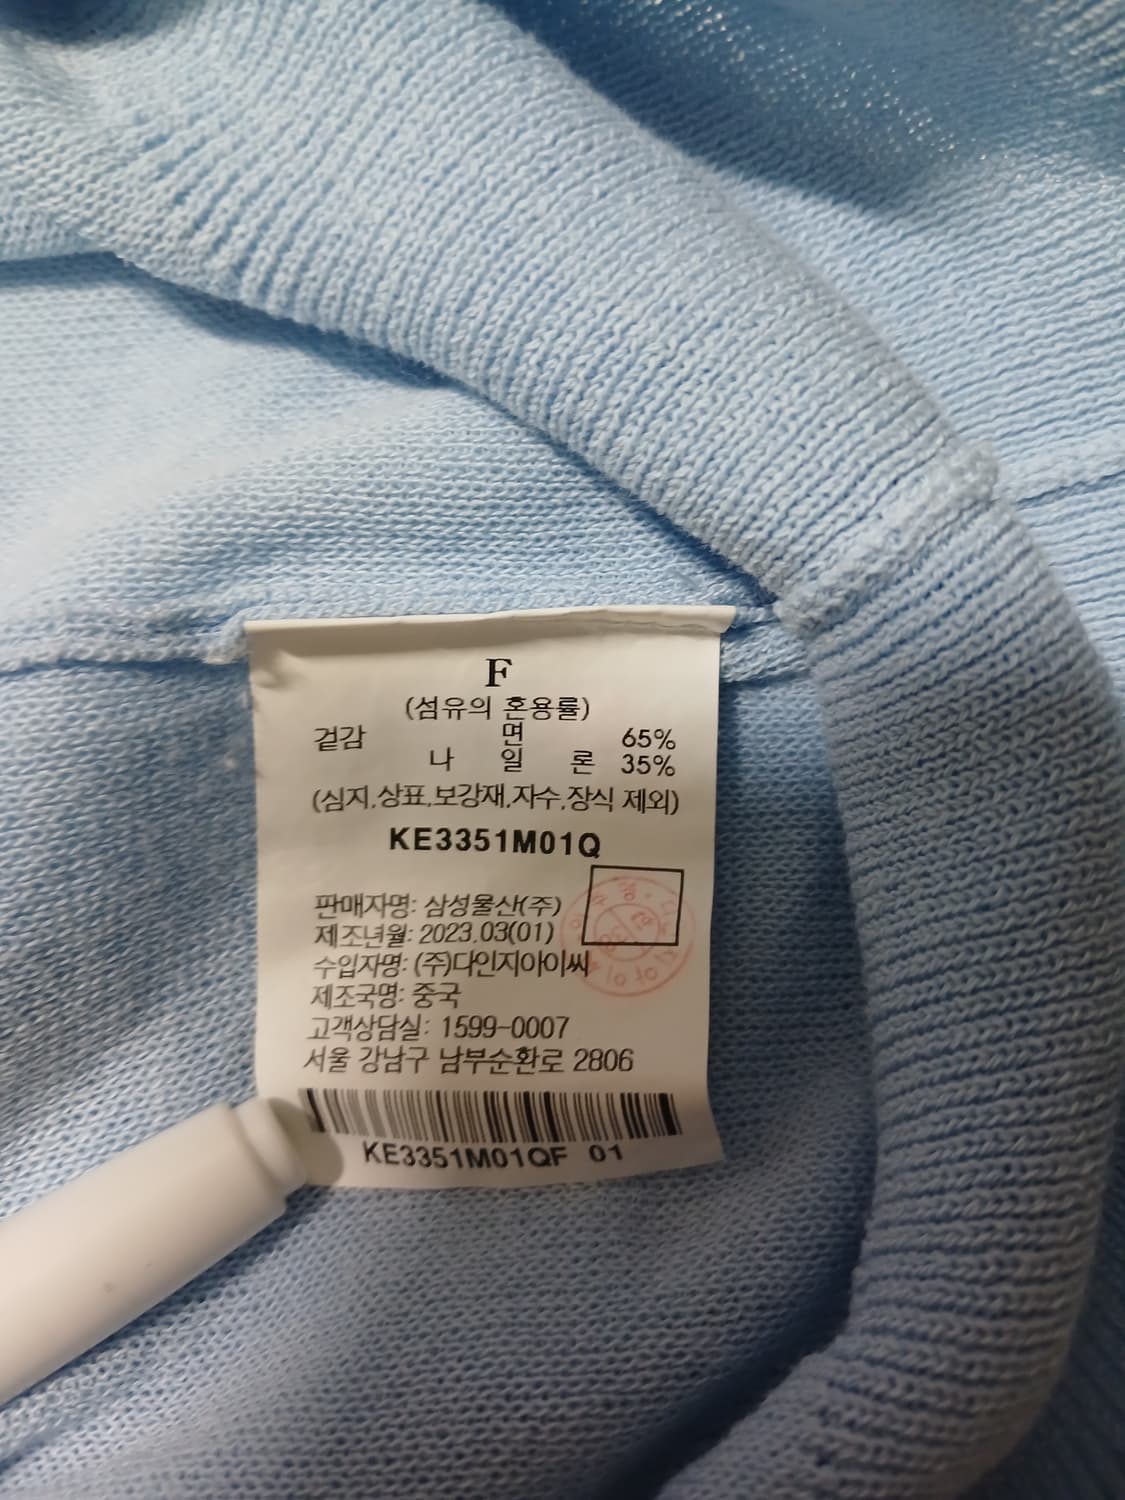 F
(섬유의 혼용률)
겉감 면 65%
나 일 론 35%
(심지,상표,보강재,자수,장식 제외)
KE3351M01Q
판매자명: 삼성물산(주)
제조년월: 2023.03(01)
수입자명: (주)다인지아이씨
제조국명: 중국
고객상담실: 1599-0007
서울 강남구 남부순환로 2806
KE3351M01QF 01